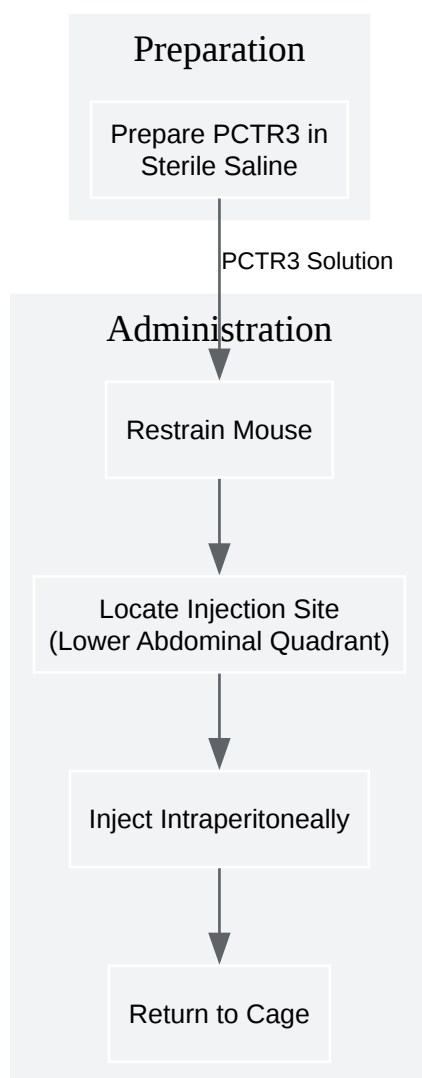 Preparation
Prepare PCTR3 in
Sterile Saline
PCTR3 Solution
Administration
Restrain Mouse
Locate Injection Site
(Lower Abdominal Quadrant)
Inject Intraperitoneally
Return to Cage